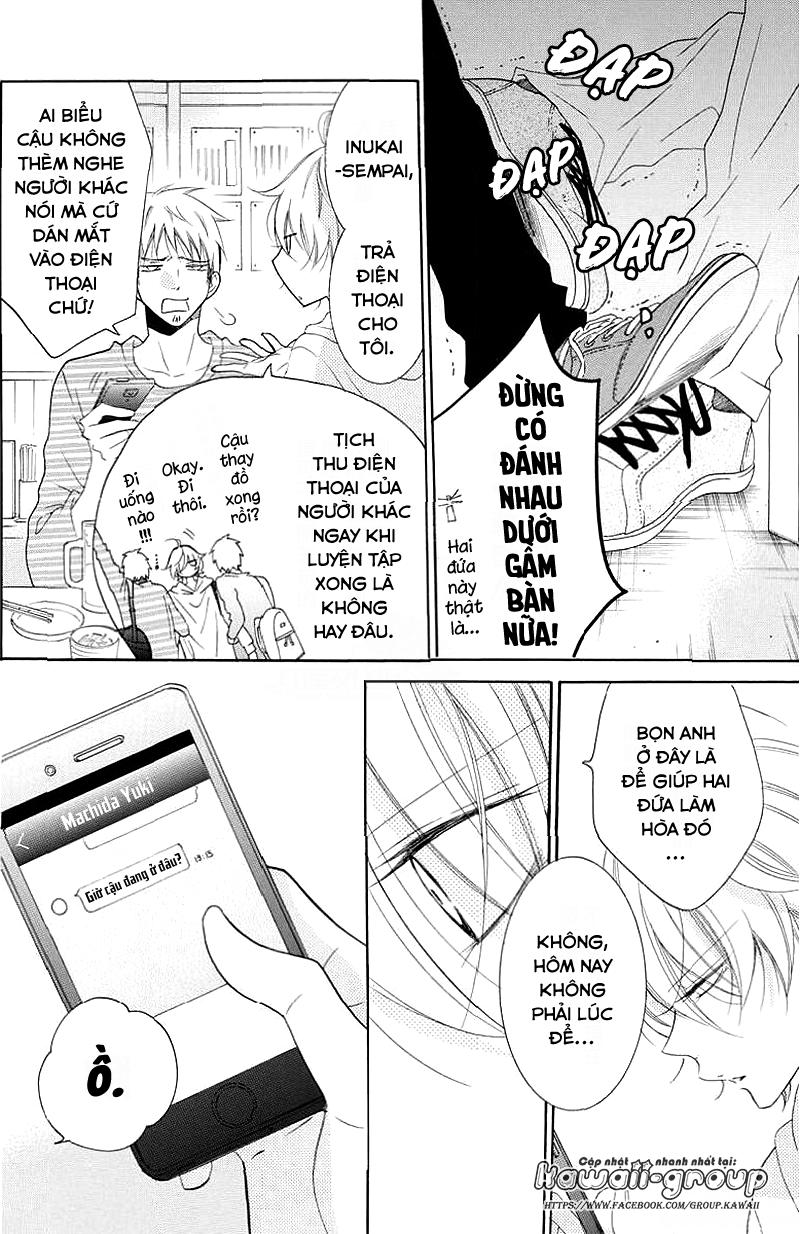 ĐẠP
ĐẠP
ĐẠP
ĐỪNG
CÓ
ĐÁNH
NHAU
DƯỚI
GẦM
BÀN
NỮA!
Hai
đứa
này
thật
là...
INUKAI
-SEMPAI,
TRẢ
ĐIỆN
THOẠI
CHO
TÔI.
AI BIỂU
CẬU KHÔNG
THÈM NGHE
NGƯỜI KHÁC
NÓI MÀ CỨ
DÁN MẮT
VÀO ĐIỆN
THOẠI
CHỨ!
TỊCH
THU ĐIỆN
THOẠI CỦA
NGƯỜI KHÁC
NGAY KHI
LUYỆN TẬP
XONG LÀ
KHÔNG
HAY ĐÂU.
Cậu
thay
đồ
xong
rồi?
Okay.
Đi
thôi.
Đi
uống
nào
!!!
BỌN ANH
Ở ĐÂY LÀ
ĐỂ GIÚP HAI
ĐỨA LÀM
HÒA ĐÓ
...
KHÔNG,
HÔM NAY
KHÔNG
PHẢI LÚC
ĐỂ...
Machida Yuki
Giờ cậu đang ở đâu?
19:15
Ồ.
Cập nhật nhanh nhất tại:
kawaii-group
HTTPS://WWW.FACEBOOK.COM/GROUP.KAWAII